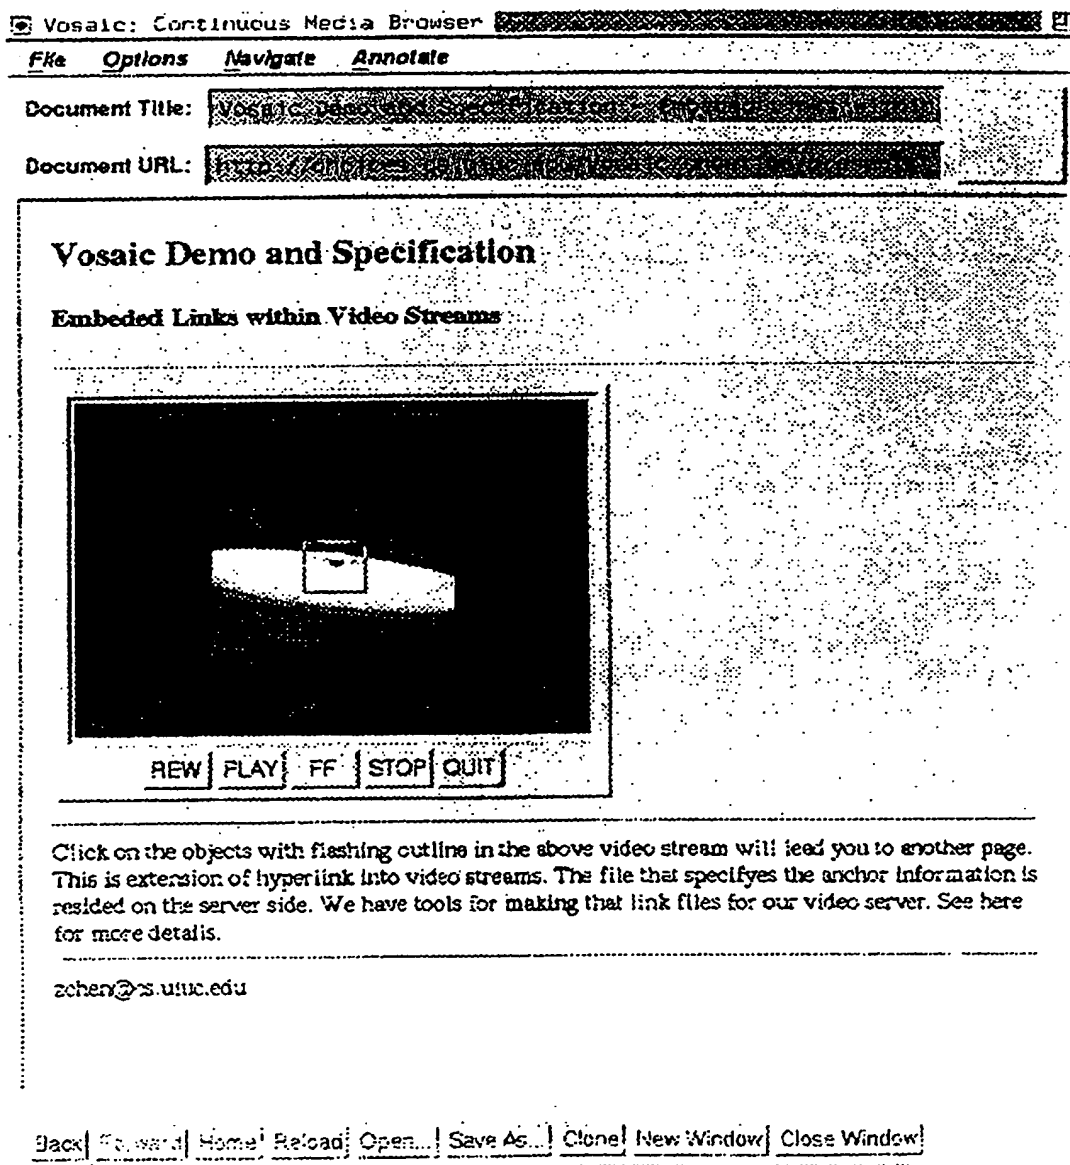 Vosaic: Continuous Media Browser
File Options Navigate Annotate
Document Title: Vosaic Demo and Specification -
Document URL: http://
Vosaic Demo and Specification
Embeded Links within Video Streams
REW PLAY FF STOP QUIT
Click on the objects with flashing outline in the above video stream will lead you to another page.
This is extension of hyperlink into video streams. The file that specifyes the anchor information is
resided on the server side. We have tools for making that link files for our video server. See here
for more details.
zchen@cs.uiuc.edu
Back Forward Home Reload Open... Save As... Clone New Window Close Window